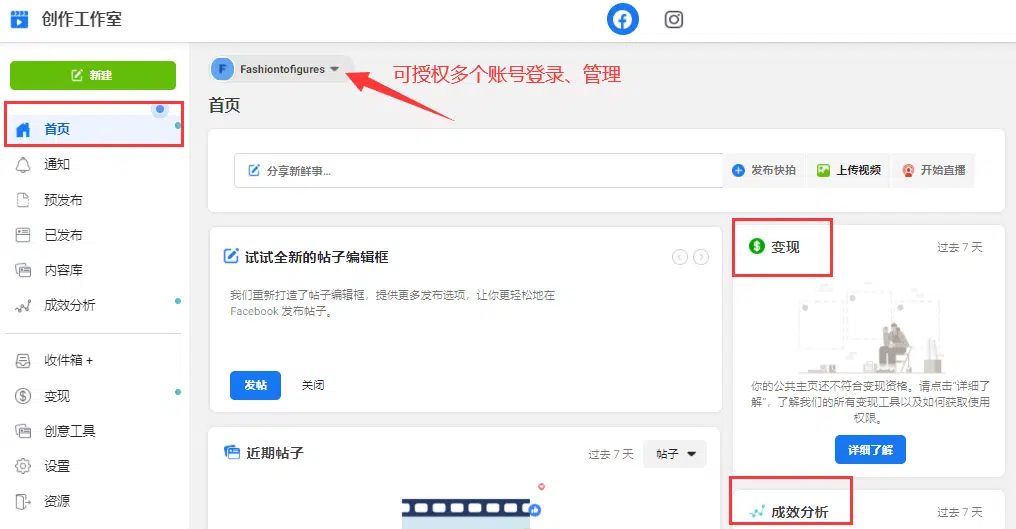 创作工作室
新建
Fashiontofigures
可授权多个账号登录、管理
首页
首页
通知
预发布
已发布
内容库
成效分析
收件箱 +
变现
创意工具
设置
资源
分享新鲜事...
发布快拍
上传视频
开始直播
试试全新的帖子编辑框
我们重新打造了帖子编辑框，提供更多发布选项，让你更轻松地在
Facebook 发布帖子。
发帖
关闭
变现
过去 7 天
你的公共主页还不符合变现资格。请点击“详细了
解”，了解我们的所有变现工具以及如何获取使用
权限。
详细了解
近期帖子
过去 7 天
帖子
成效分析
过去 7 天